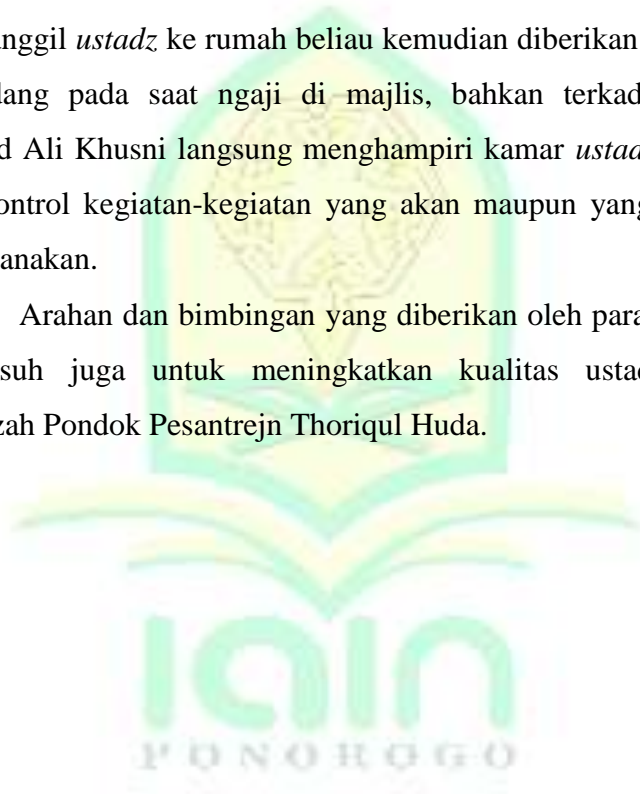 nggil ustadz ke rumah beliau kemudian diberikan
dang pada saat ngaji di majlis, bahkan terkad
d Ali Khusni langsung menghampiri kamar ustad
ontrol kegiatan-kegiatan yang akan maupun yang
anakan.
Arahan dan bimbingan yang diberikan oleh para
suh juga untuk meningkatkan kualitas ustad
zah Pondok Pesantrejn Thoriqul Huda.
iain
PONOROGO